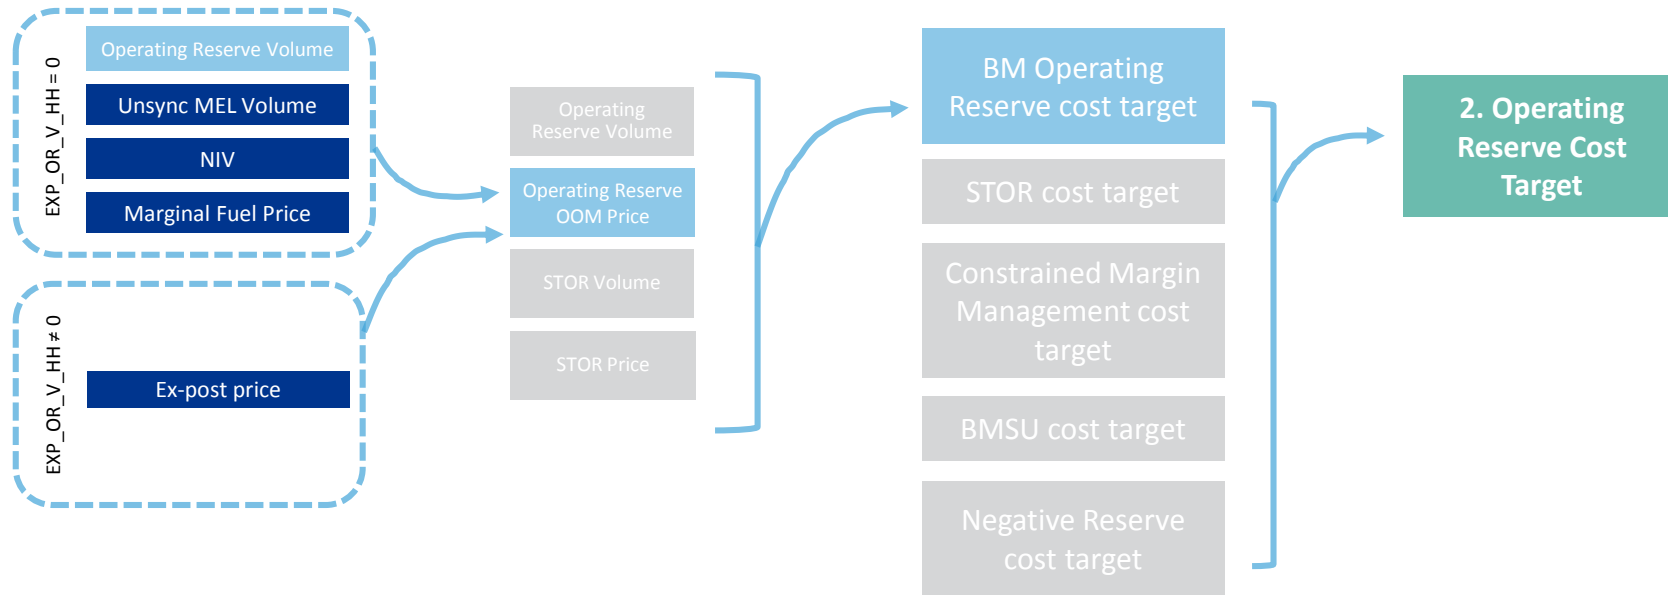 EXP_OR_V_HH = 0
Operating Reserve Volume
Unsync MEL Volume
NIV
Marginal Fuel Price
EXP_OR_V_HH ≠ 0
Ex-post price
Operating
Reserve Volume
Operating Reserve
OOM Price
STOR Volume
STOR Price
BM Operating
Reserve cost target
STOR cost target
Constrained Margin
Management cost
target
BMSU cost target
Negative Reserve
cost target
2. Operating
Reserve Cost
Target